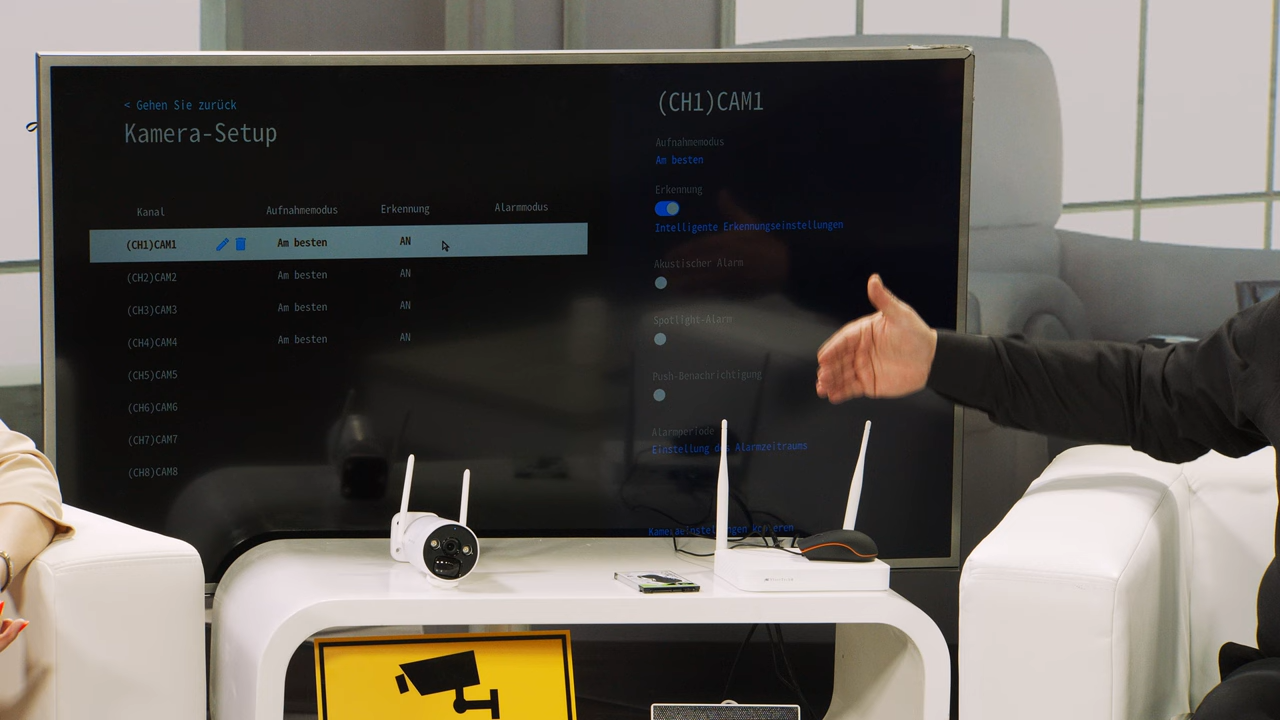 < Gehen Sie zurück
Kamera-Setup
Kanal Aufnahmemodus Erkennung Alarmmodus
(CH1)CAM1 Am besten AN
(CH2)CAM2 Am besten AN
(CH3)CAM3 Am besten AN
(CH4)CAM4 Am besten AN
(CH5)CAM5
(CH6)CAM6
(CH7)CAM7
(CH8)CAM8
(CH1)CAM1
Aufnahmemodus
Am besten
Erkennung
Intelligente Erkennungseinstellungen
Akustischer Alarm
Spotlight-Alarm
Push-Benachrichtigung
Alarmperiode
Einstellung des Alarmzeitraums
Kameraeinstellungen